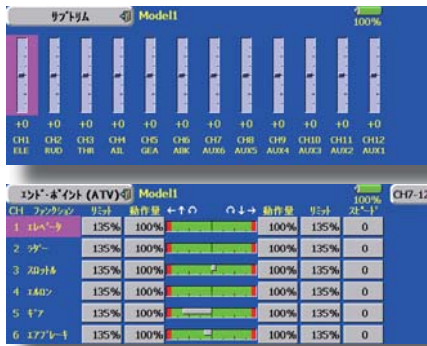 サブトリム Model1 100%
+0 +0 +0 +0 +0 +0 +0 +0 +0 +0 +0 +0
CH1 CH2 CH3 CH4 CH5 CH6 CH7 CH8 CH9 CH10 CH11 CH12
ELE RUD THR AIL GEA ABK AUX6 AUX5 AUX4 AUX3 AUX2 AUX1
エンド・ポイント (ATV) Model1 100% CH7-12
CH ファンクション リミット 動作量 ←↑ ↓→ 動作量 リミット スピード
1 エレベータ 135% 100% 100% 135% 0
2 ラダー 135% 100% 100% 135% 0
3 スロットル 135% 100% 100% 135% 0
4 エルロン 135% 100% 100% 135% 0
5 ギア 135% 100% 100% 135% 0
6 エアブレーキ 135% 100% 100% 135% 0